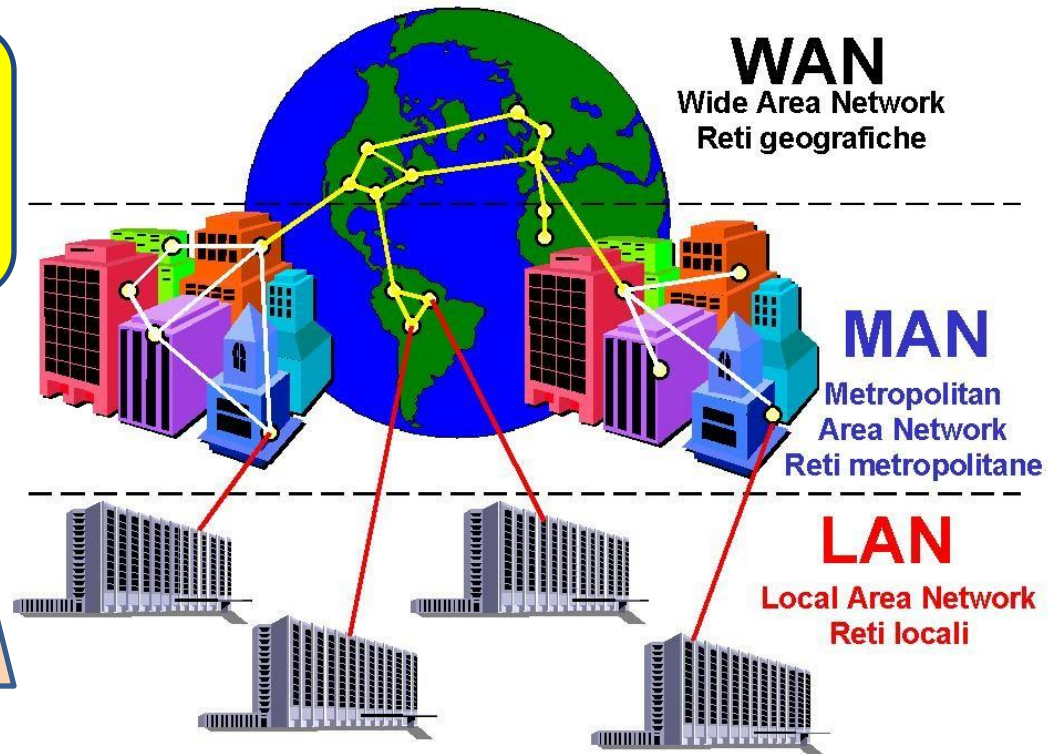 WAN
Wide Area Network
Reti geografiche
MAN
Metropolitan
Area Network
Reti metropolitane
LAN
Local Area Network
Reti locali